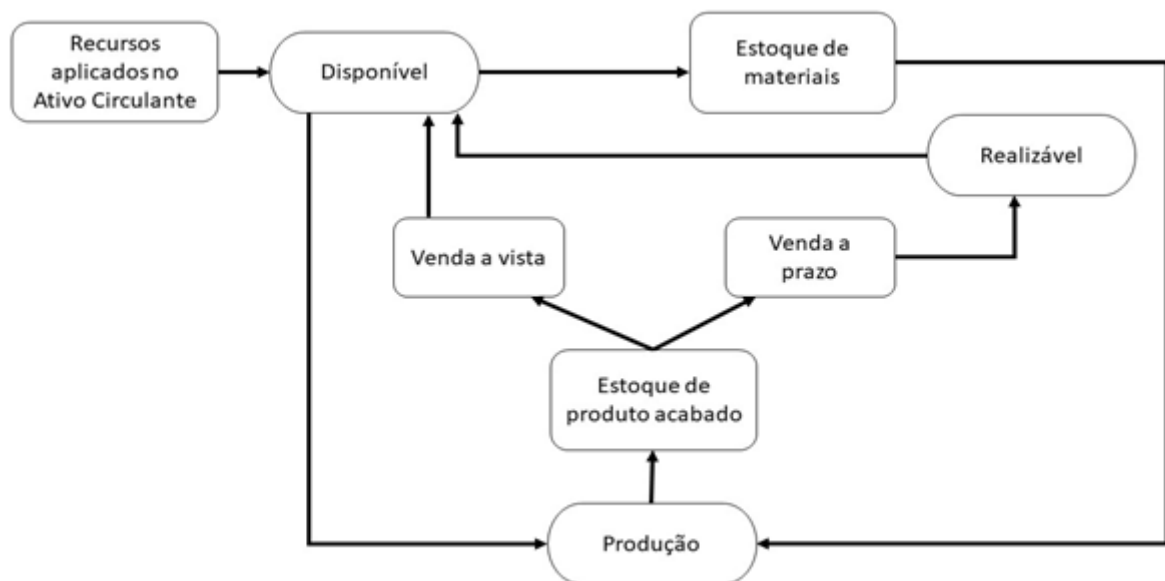 Recursos
aplicados no
Ativo Circulante
Disponível
Estoque de
materiais
Realizável
Venda a vista
Venda a
prazo
Estoque de
produto acabado
Produção